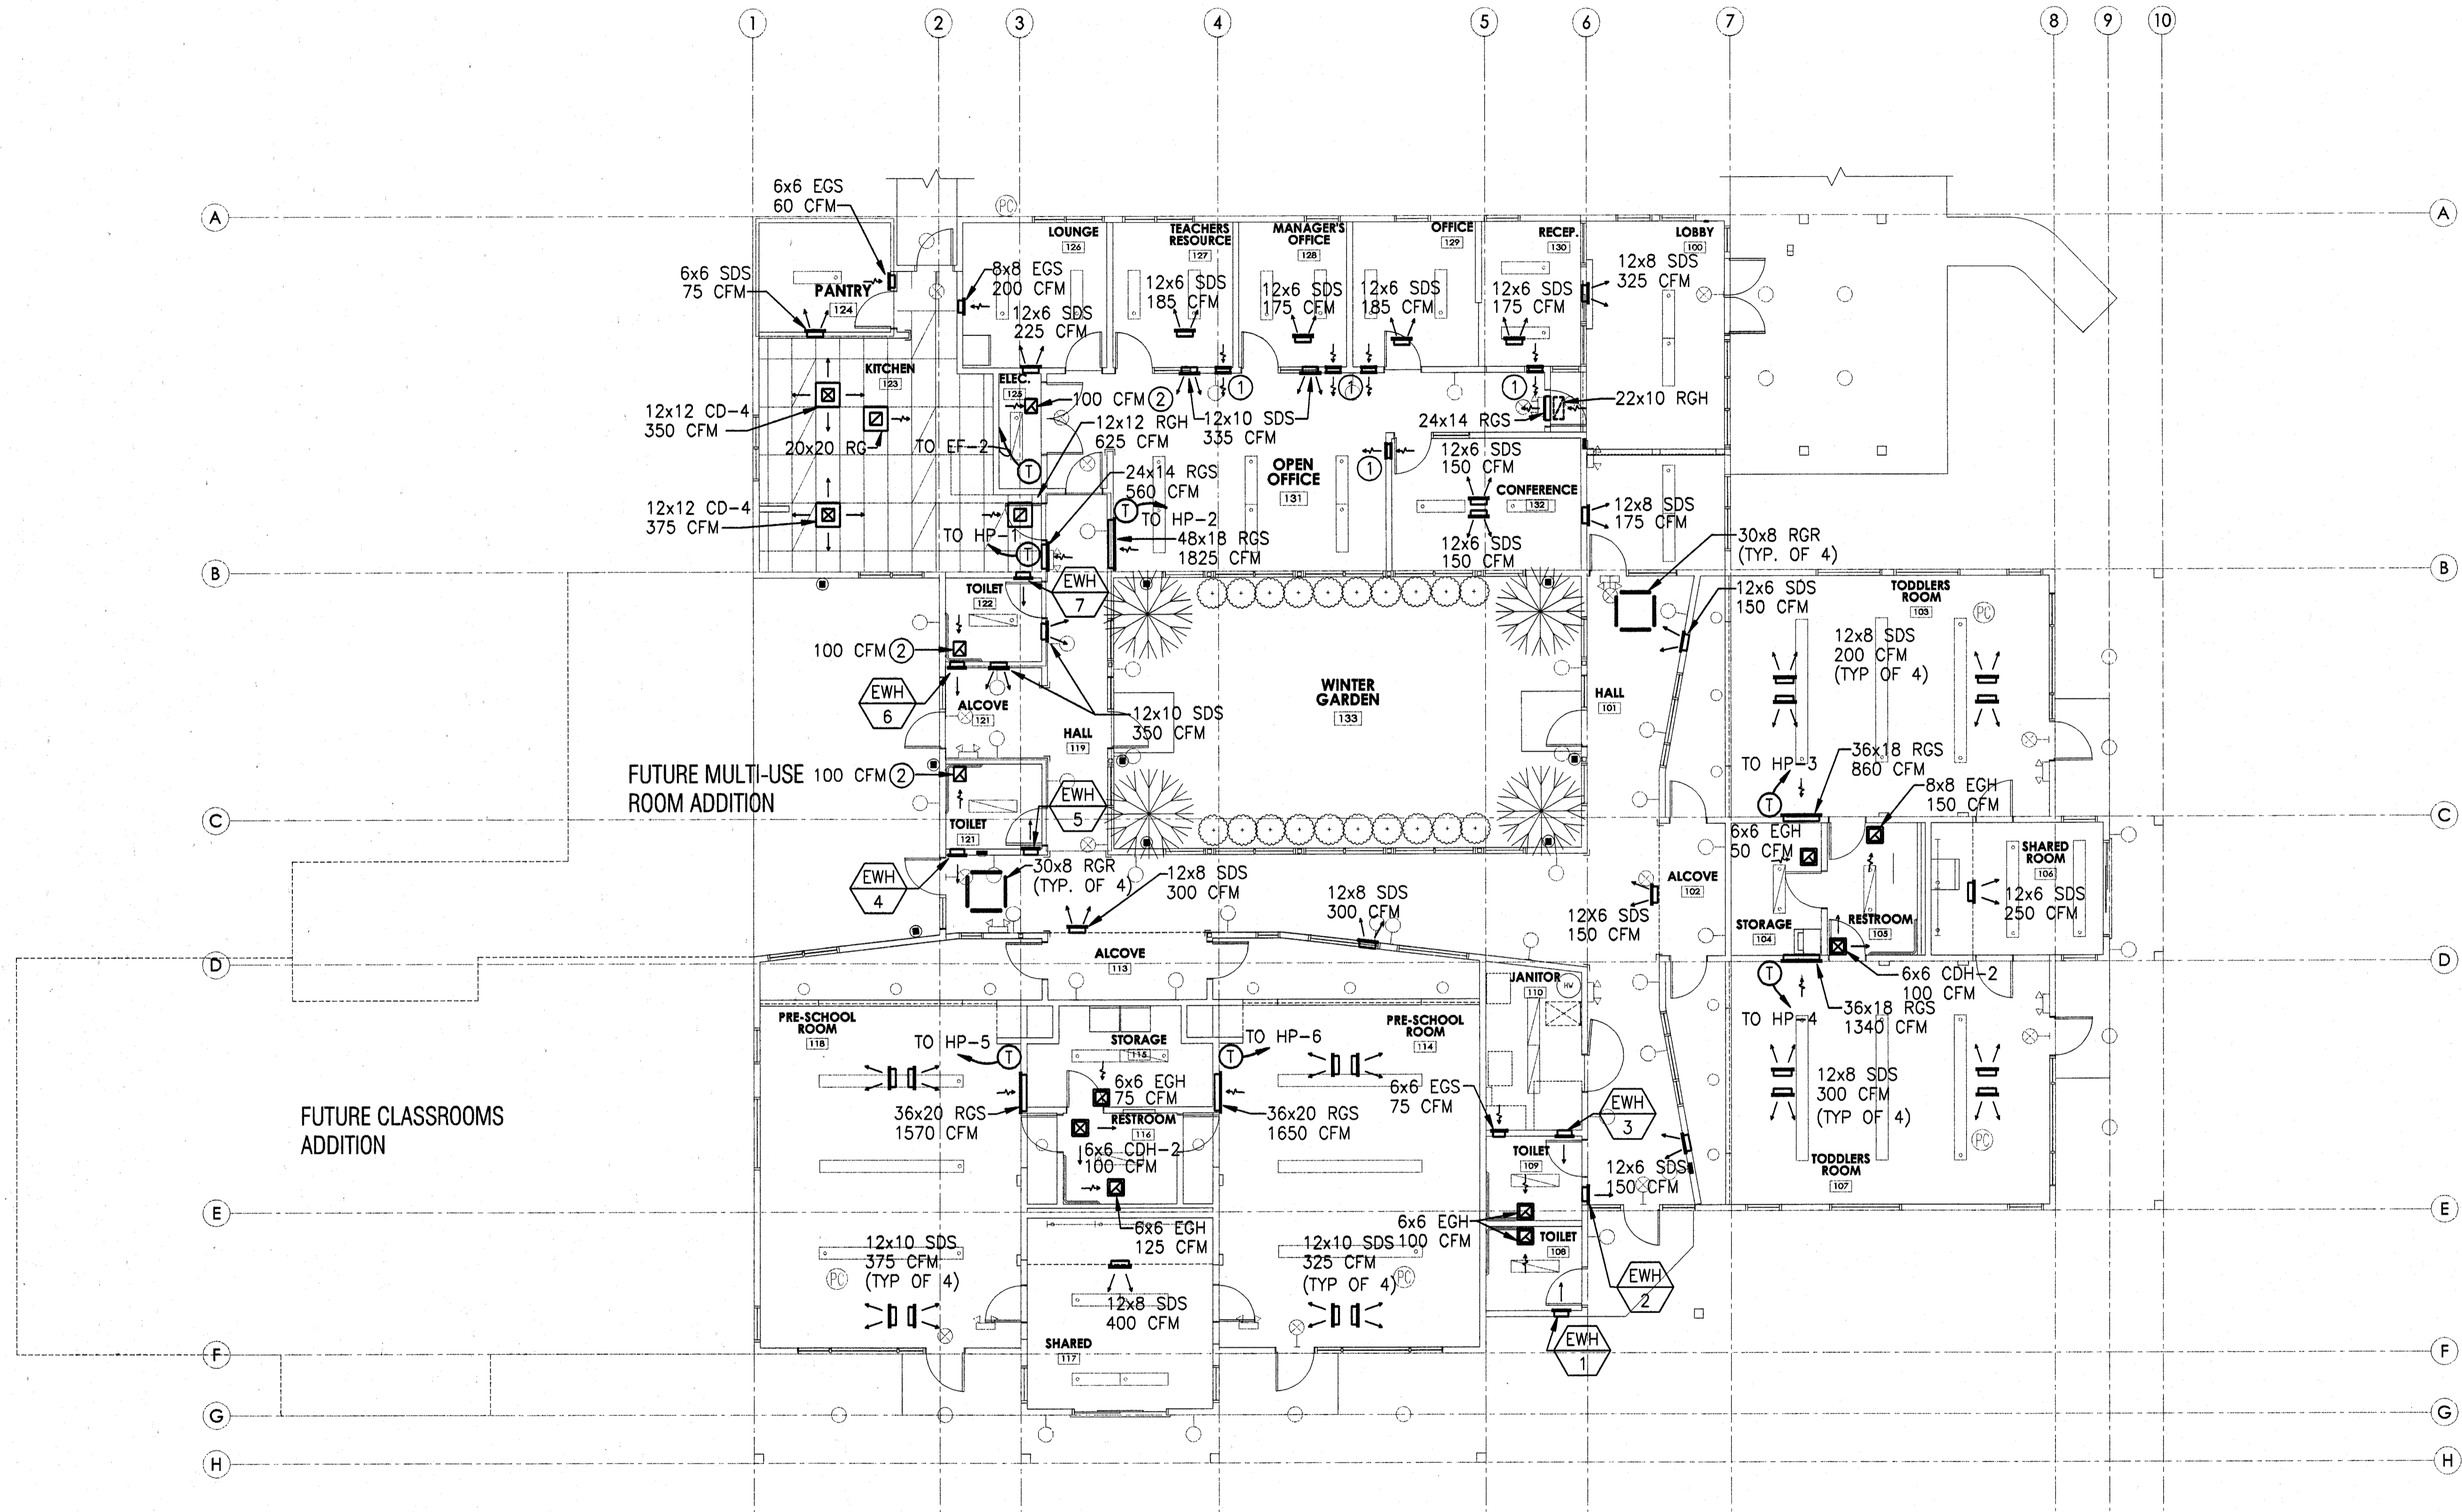 1
2
3
4
5
6
7
8
9
10
A
A
6x6 EGS
60 CFM
PC
LOUNGE
126
TEACHERS
RESOURCE
127
MANAGER'S
OFFICE
128
OFFICE
129
RECEP.
130
LOBBY
100
6x6 SDS
75 CFM
PANTRY
124
8x8 EGS
200 CFM
12x6 SDS
225 CFM
12x6 SDS
185 CFM
12x6 SDS
175 CFM
12x6 SDS
185 CFM
12x6 SDS
175 CFM
12x8 SDS
325 CFM
KITCHEN
123
ELEC.
125
100 CFM 2
1
1
1
1
12x12 CD-4
350 CFM
20x20 RG
TO EF-2
T
12x12 RGH
625 CFM
12x10 SDS
335 CFM
24x14 RGS
22x10 RGH
24x14 RGS
560 CFM
OPEN
OFFICE
131
12x6 SDS
150 CFM
CONFERENCE
132
12x6 SDS
150 CFM
12x8 SDS
175 CFM
12x12 CD-4
375 CFM
TO HP-1
T
T
TO HP-2
48x18 RGS
1825 CFM
30x8 RGR
(TYP. OF 4)
B
B
TOILET
122
EWH
7
12x6 SDS
150 CFM
TODDLERS
ROOM
103
PC
100 CFM 2
12x8 SDS
200 CFM
(TYP OF 4)
EWH
6
ALCOVE
121
12x10 SDS
350 CFM
HALL
119
WINTER
GARDEN
133
HALL
101
FUTURE MULTI-USE
ROOM ADDITION
100 CFM 2
EWH
5
TO HP-3
T
36x18 RGS
860 CFM
8x8 EGH
150 CFM
C
C
TOILET
121
6x6 EGH
50 CFM
SHARED
ROOM
106
EWH
4
30x8 RGR
(TYP. OF 4)
12x8 SDS
300 CFM
12x8 SDS
300 CFM
12X6 SDS
150 CFM
ALCOVE
102
12x6 SDS
250 CFM
STORAGE
104
RESTROOM
105
D
D
ALCOVE
113
JANITOR
110
HW
T
6x6 CDH-2
100 CFM
36x18 RGS
1340 CFM
TO HP-4
PRE-SCHOOL
ROOM
118
TO HP-5
T
STORAGE
115
TO HP-6
T
PRE-SCHOOL
ROOM
114
6x6 EGH
75 CFM
6x6 EGS
75 CFM
12x8 SDS
300 CFM
(TYP OF 4)
36x20 RGS
1570 CFM
RESTROOM
116
36x20 RGS
1650 CFM
EWH
3
FUTURE CLASSROOMS
ADDITION
6x6 CDH-2
100 CFM
TOILET
109
12x6 SDS
150 CFM
PC
TODDLERS
ROOM
107
E
E
6x6 EGH
125 CFM
6x6 EGH
100 CFM
TOILET
108
12x10 SDS
375 CFM
(TYP OF 4)
PC
12x10 SDS
325 CFM
(TYP OF 4)
PC
EWH
2
12x8 SDS
400 CFM
SHARED
117
EWH
1
F
F
G
G
H
H